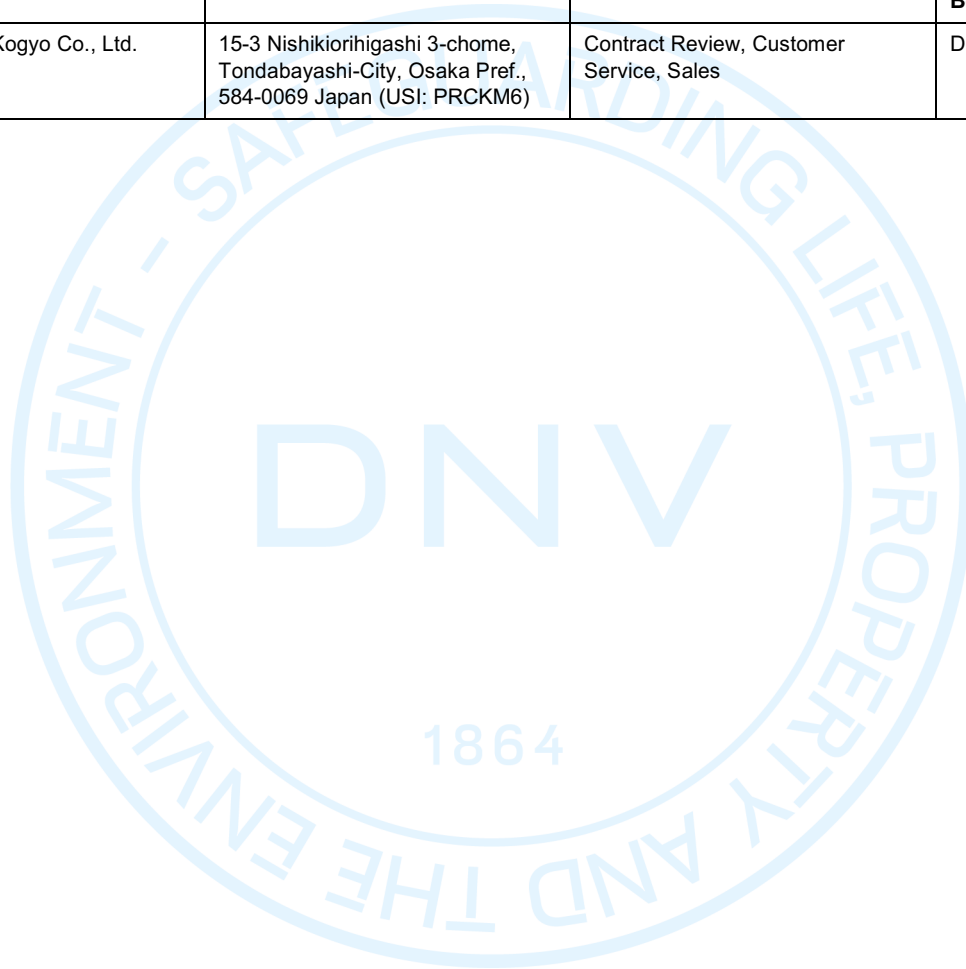 B
Kogyo Co., Ltd.
15-3 Nishikiorihigashi 3-chome,
Tondabayashi-City, Osaka Pref.,
584-0069 Japan (USI: PRCKM6)
Contract Review, Customer
Service, Sales
D
SAFEGUARDING LIFE, PROPERTY AND THE ENVIRONMENT -
DNV
1864